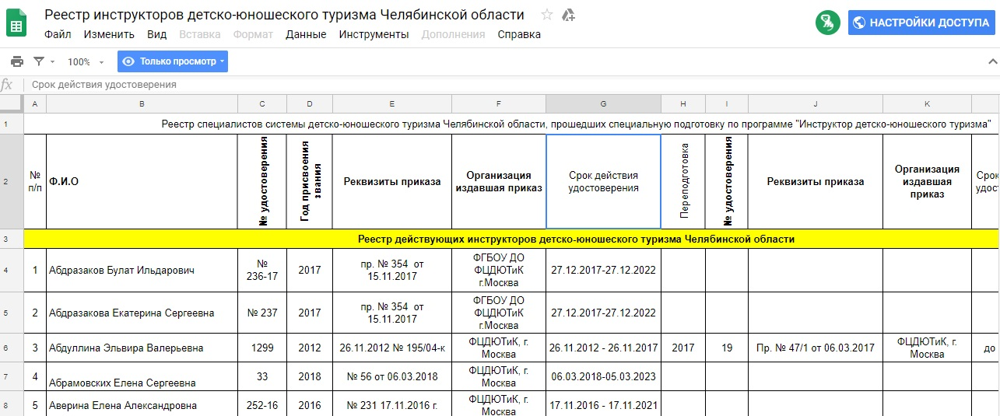 Реестр инструкторов детско-юношеского туризма Челябинской области
Файл Изменить Вид Вставка Формат Данные Инструменты Дополнения Справка
НАСТРОЙКИ ДОСТУПА
100% Только просмотр
fx Срок действия удостоверения
A B C D E F G H I J K
1 Реестр специалистов системы детско-юношеского туризма Челябинской области, прошедших специальную подготовку по программе "Инструктор детско-юношеского туризма"
2
№
п/п
Ф.И.О
№ удостоверения
Год присвоения
звания
Реквизиты приказа
Организация
издавшая приказ
Срок действия
удостоверения
Переподготовка
№ удостоверения
Реквизиты приказа
Организация
издавшая
приказ
Срок
удост
3 Реестр действующих инструкторов детско-юношеского туризма Челябинской области
4
1
Абдразаков Булат Ильдарович
№
236-17
2017
пр. № 354 от
15.11.2017
ФГБОУ ДО
ФЦДЮТиК
г.Москва
27.12.2017-27.12.2022
5
2
Абдразакова Екатерина Сергеевна
№ 237
2017
пр. № 354 от
15.11.2017
ФГБОУ ДО
ФЦДЮТиК
г.Москва
27.12.2017-27.12.2022
6
3
Абдуллина Эльвира Валерьевна
1299
2012
26.11.2012 № 195/04-к
ФЦДЮТиК, г.
Москва
26.11.2012 - 26.11.2017
2017
19
Пр. № 47/1 от 06.03.2017
ФЦДЮТиК, г.
Москва
до
7
4
Абрамовских Елена Сергеевна
33
2018
№ 56 от 06.03.2018
ФЦДЮТиК, г.
Москва
06.03.2018-05.03.2023
8
5
Аверина Елена Александровна
252-16
2016
№ 231 17.11.2016 г.
ФЦДЮТиК, г.
Москва
17.11.2016 - 17.11.2021